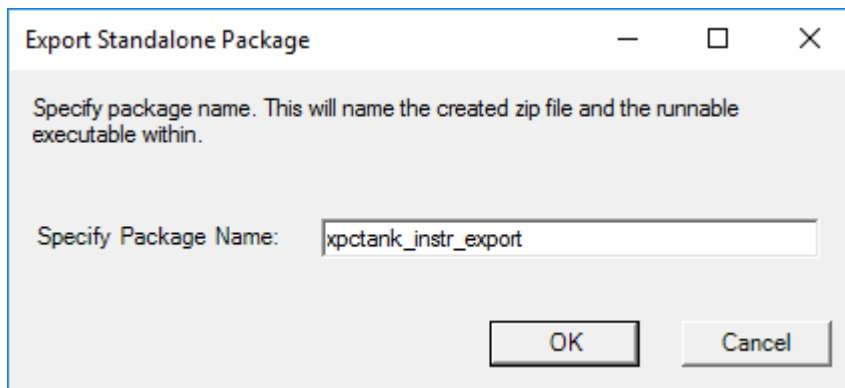 Export Standalone Package
Specify package name. This will name the created zip file and the runnable
executable within.
Specify Package Name: xpctank_instr_export
OK Cancel